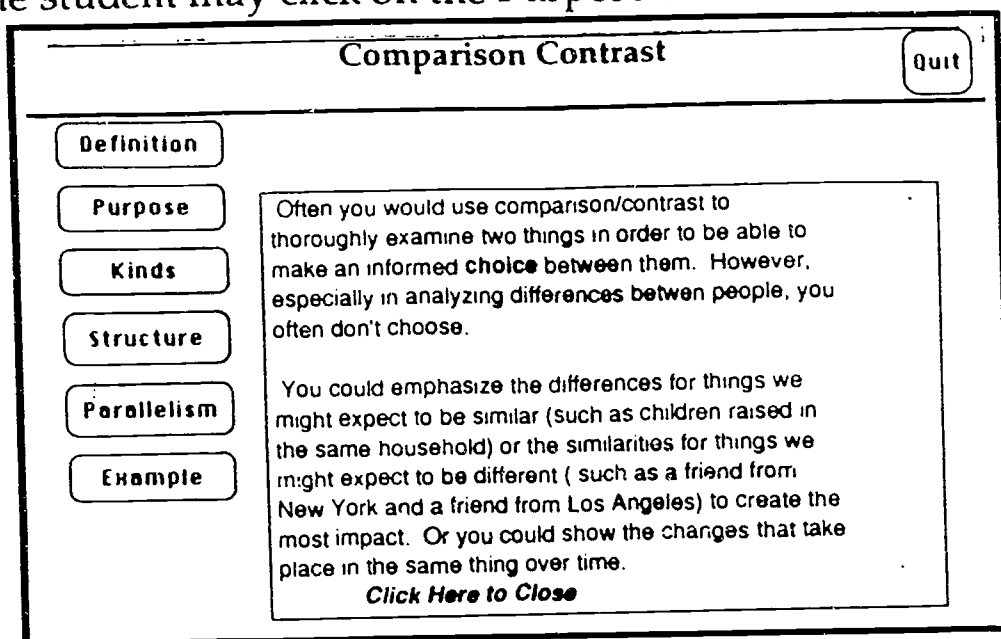 student may click on the
Comparison Contrast
Quit
Definition
Purpose
Kinds
Structure
Parallelism
Example
Often you would use comparison/contrast to
thoroughly examine two things in order to be able to
make an informed choice between them. However,
especially in analyzing differences betwen people, you
often don't choose.
You could emphasize the differences for things we
might expect to be similar (such as children raised in
the same household) or the similarities for things we
might expect to be different ( such as a friend from
New York and a friend from Los Angeles) to create the
most impact. Or you could show the changes that take
place in the same thing over time.
Click Here to Close